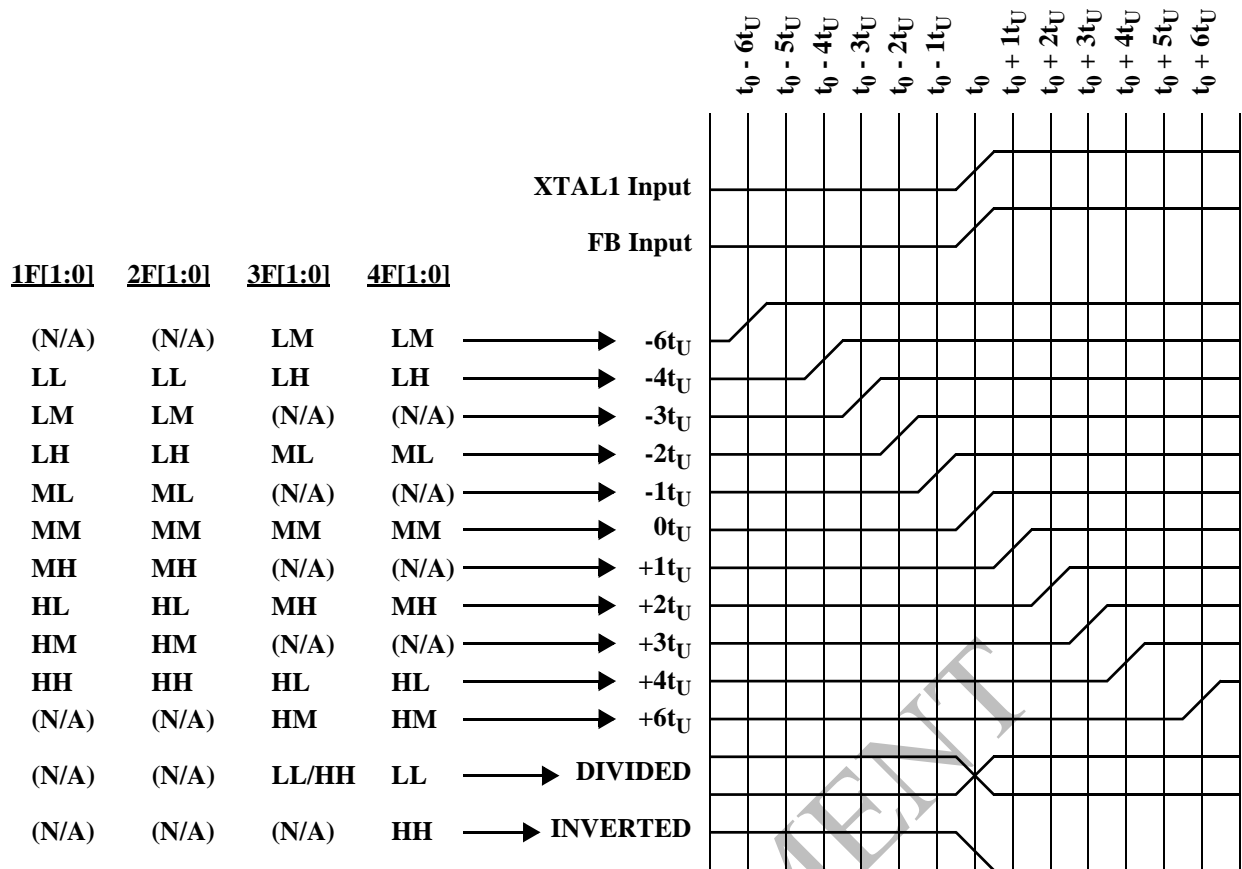 t0 - 6tU t0 - 5tU t0 - 4tU t0 - 3tU t0 - 2tU t0 - 1tU t0 t0 + 1tU t0 + 2tU t0 + 3tU t0 + 4tU t0 + 5tU t0 + 6tU
XTAL1 Input
FB Input
1F[1:0] 2F[1:0] 3F[1:0] 4F[1:0]
(N/A) (N/A) LM LM -6tU
LL LL LH LH -4tU
LM LM (N/A) (N/A) -3tU
LH LH ML ML -2tU
ML ML (N/A) (N/A) -1tU
MM MM MM MM 0tU
MH MH (N/A) (N/A) +1tU
HL HL MH MH +2tU
HM HM (N/A) (N/A) +3tU
HH HH HL HL +4tU
(N/A) (N/A) HM HM +6tU
(N/A) (N/A) LL/HH LL DIVIDED
(N/A) (N/A) (N/A) HH INVERTED
MENT